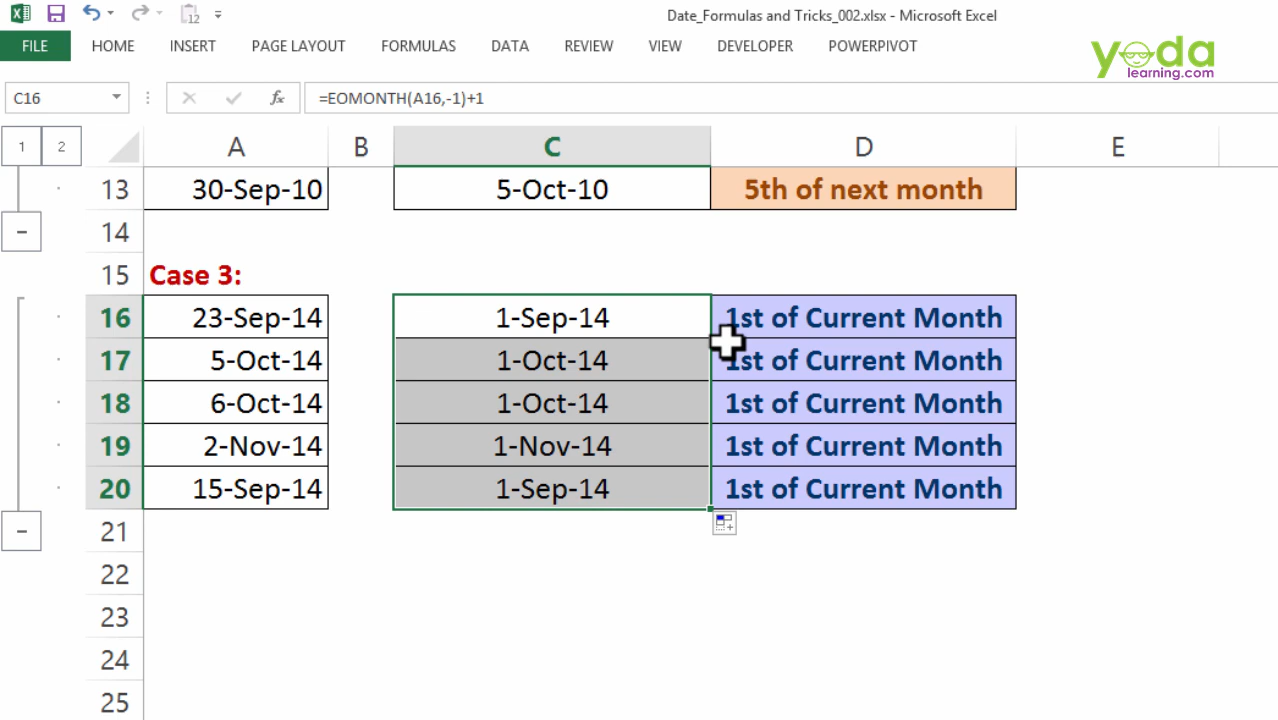 Date_Formulas and Tricks_002.xlsx - Microsoft Excel
12
FILE HOME INSERT PAGE LAYOUT FORMULAS DATA REVIEW VIEW DEVELOPER POWERPIVOT
yoda
learning.com
C16 fx =EOMONTH(A16,-1)+1
1 2 A B C D E
13 30-Sep-10 5-Oct-10 5th of next month
14
15 Case 3:
16 23-Sep-14 1-Sep-14 1st of Current Month
17 5-Oct-14 1-Oct-14 1st of Current Month
18 6-Oct-14 1-Oct-14 1st of Current Month
19 2-Nov-14 1-Nov-14 1st of Current Month
20 15-Sep-14 1-Sep-14 1st of Current Month
21
22
23
24
25